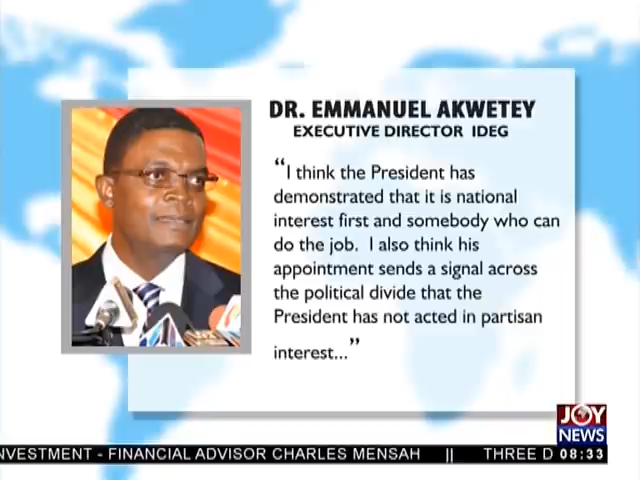 DR. EMMANUEL AKWETEY
EXECUTIVE DIRECTOR IDEG
“I think the President has
demonstrated that it is national
interest first and somebody who can
do the job. I also think his
appointment sends a signal across
the political divide that the
President has not acted in partisan
interest...”
JOY
NEWS
NVESTMENT - FINANCIAL ADVISOR CHARLES MENSAH || THREE D 08:33